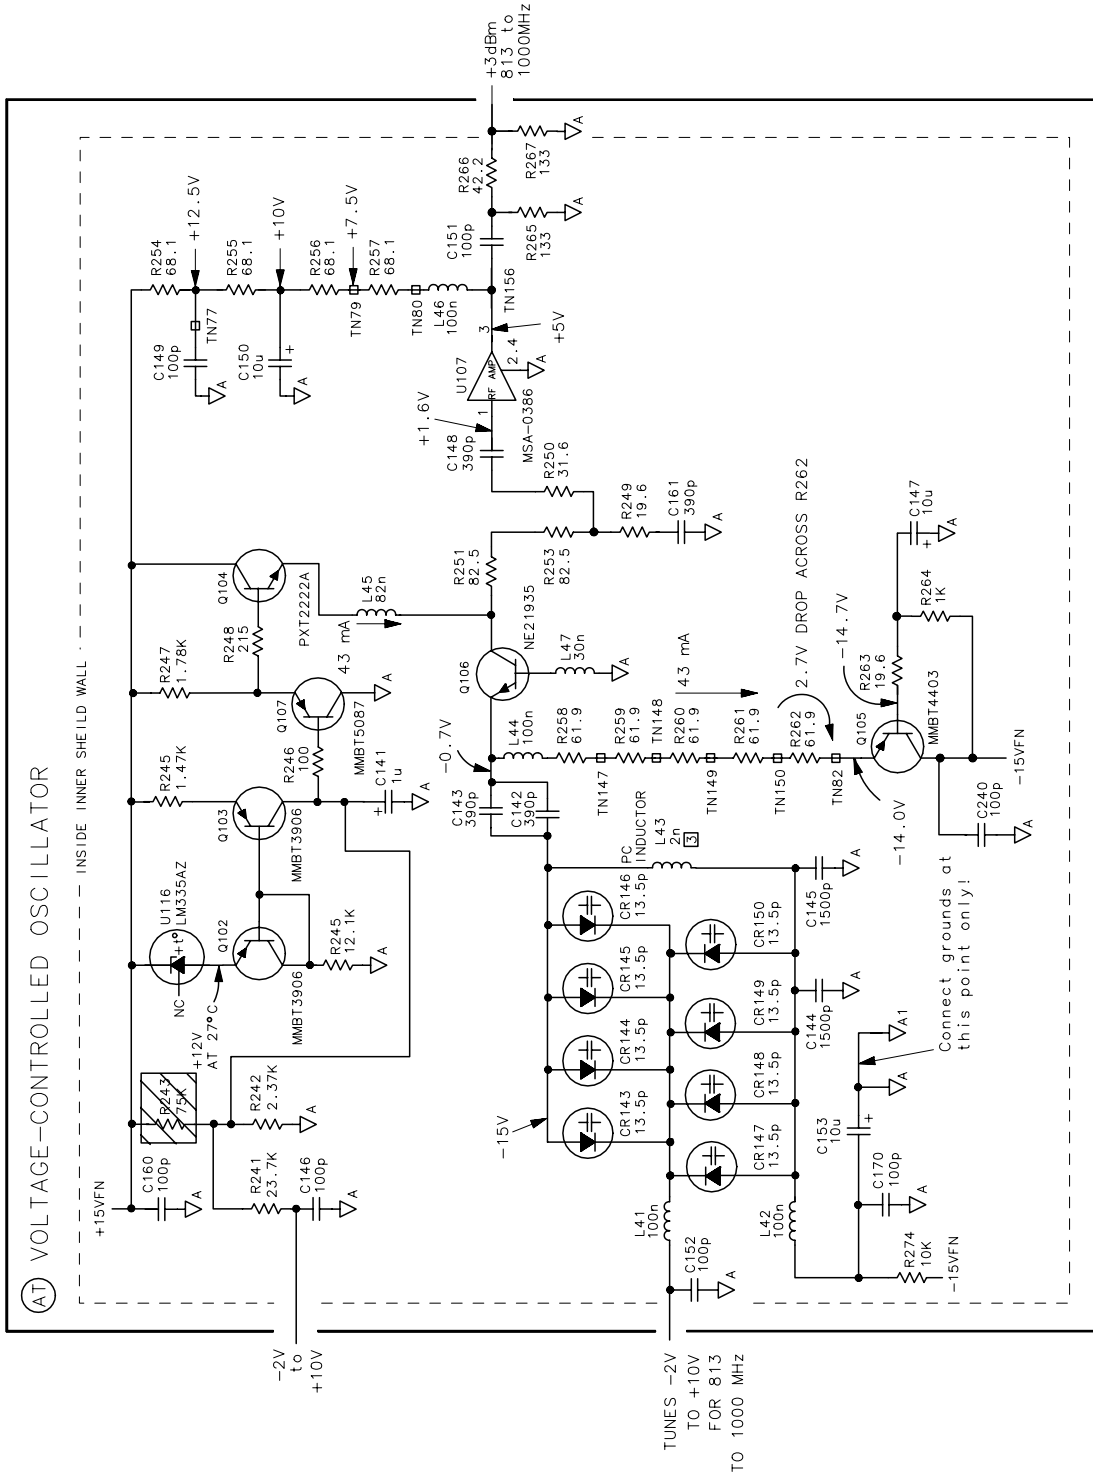 AT VOLTAGE-CONTROLLED OSCILLATOR
INSIDE INNER SHIELD WALL
+15VFN
C160
100p
A
R243
75K
R241
23.7K
C146
100p
A
R242
2.37K
A
-2V
to
+10V
+12V
AT 27°C
NC
U116
LM335AZ
+t°
Q102
MMBT3906
R245
12.1K
A
Q103
MMBT3906
R245
1.47K
R246
100
C141
1u
+
A
Q107
MMBT5087
A
R247
1.78K
R248
215
Q104
PXT2222A
43 mA
L45
82n
R254
68.1
+12.5V
R255
68.1
+10V
R256
68.1
+7.5V
R257
68.1
TN77
C149
100p
A
C150
10u
+
A
TN79
TN80
L46
100n
TN156
C151
100p
R265
133
A
R266
42.2
R267
133
A
+3dBm
813 to
1000MHz
U107
RF AMP
1
3
2.4
A
MSA-0386
+5V
+1.6V
C148
390p
R250
31.6
R249
19.6
C161
390p
A
R251
82.5
R253
82.5
Q106
NE21935
L47
30n
A
-0.7V
L44
100n
C143
390p
C142
390p
R258
61.9
TN147
R259
61.9
TN148
R260
61.9
TN149
R261
61.9
TN150
R262
61.9
TN82
43 mA
2.7V DROP ACROSS R262
-14.0V
-14.7V
Q105
MMBT4403
R263
19.6
R264
1K
C147
10u
+
A
-15VFN
C240
100p
A
PC
INDUCTOR
L43
2n
3
C145
1500p
A
C144
1500p
A
CR146
13.5p
CR145
13.5p
CR144
13.5p
CR143
13.5p
CR150
13.5p
CR149
13.5p
CR148
13.5p
CR147
13.5p
-15V
L41
100n
L42
100n
C152
100p
A
TUNES -2V
TO +10V
FOR 813
TO 1000 MHz
C153
10u
+
A
A1
Connect grounds at
this point only!
C170
100p
A
R274
10K
-15VFN